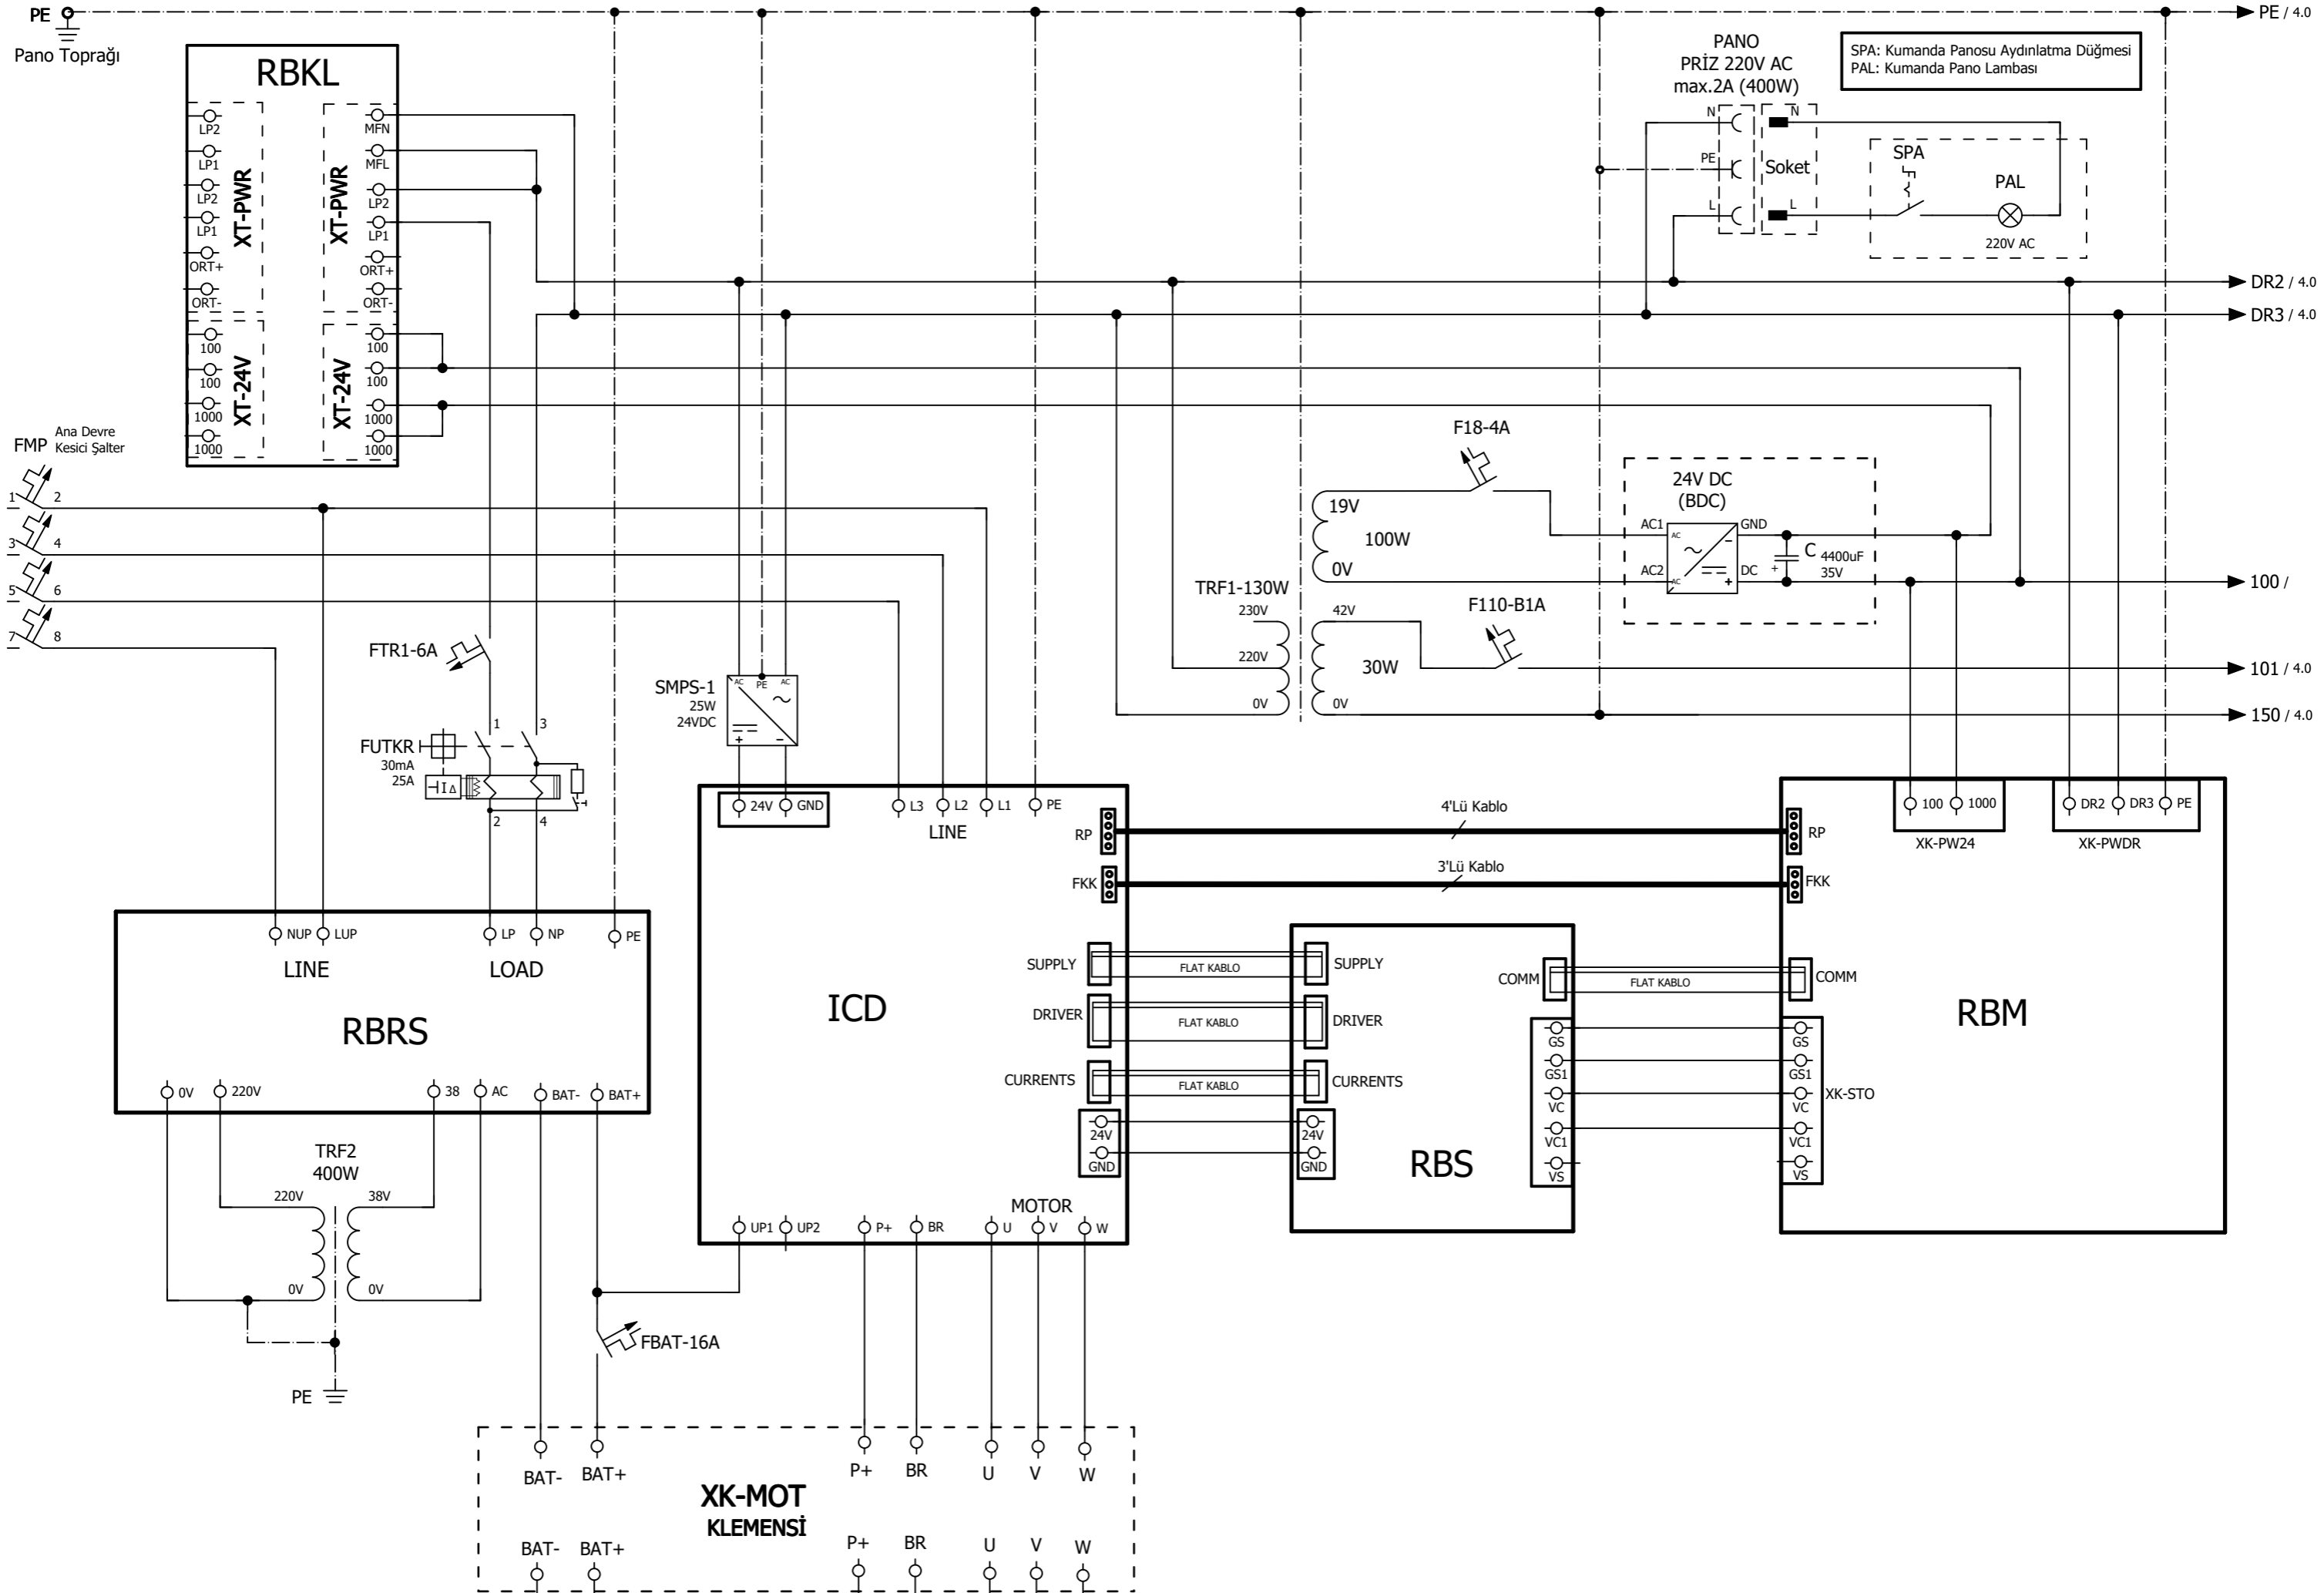 PE
Pano Toprağı
PE / 4.0
RBKL
LP2
LP1
LP2
LP1
ORT+
ORT-
XT-PWR
100
100
1000
1000
XT-24V
XT-PWR
MFN
MFL
LP2
LP1
ORT+
ORT-
XT-24V
100
100
1000
1000
PANO
PRİZ 220V AC
max.2A (400W)
N
PE
L
N
Soket
L
SPA
PAL
220V AC
SPA: Kumanda Panosu Aydınlatma Düğmesi
PAL: Kumanda Pano Lambası
DR2 / 4.0
DR3 / 4.0
FMP
Ana Devre
Kesici Şalter
1
2
3
4
5
6
7
8
F18-4A
19V
100W
0V
24V DC
(BDC)
AC1
AC
GND
AC2
AC
DC
C
4400uF
35V
+
-
+
100 /
TRF1-130W
230V
220V
0V
42V
30W
0V
F110-B1A
101 / 4.0
150 / 4.0
FTR1-6A
1
3
FUTKR
30mA
25A
I Δ
2
4
SMPS-1
25W
24VDC
AC
PE
AC
+
-
24V
GND
L3
L2
L1
PE
LINE
RP
FKK
4'Lü Kablo
3'Lü Kablo
RP
FKK
100
1000
XK-PW24
DR2
DR3
PE
XK-PWDR
NUP
LUP
LP
NP
PE
LINE
LOAD
RBRS
0V
220V
38
AC
BAT-
BAT+
ICD
SUPPLY
DRIVER
CURRENTS
24V
GND
FLAT KABLO
FLAT KABLO
FLAT KABLO
SUPPLY
DRIVER
CURRENTS
24V
GND
RBS
COMM
GS
GS1
VC
VC1
VS
FLAT KABLO
COMM
GS
GS1
VC
VC1
VS
XK-STO
RBM
TRF2
400W
220V
38V
0V
0V
PE
MOTOR
UP1
UP2
P+
BR
U
V
W
FBAT-16A
BAT-
BAT+
P+
BR
U
V
W
XK-MOT
KLEMENSİ
BAT-
BAT+
P+
BR
U
V
W